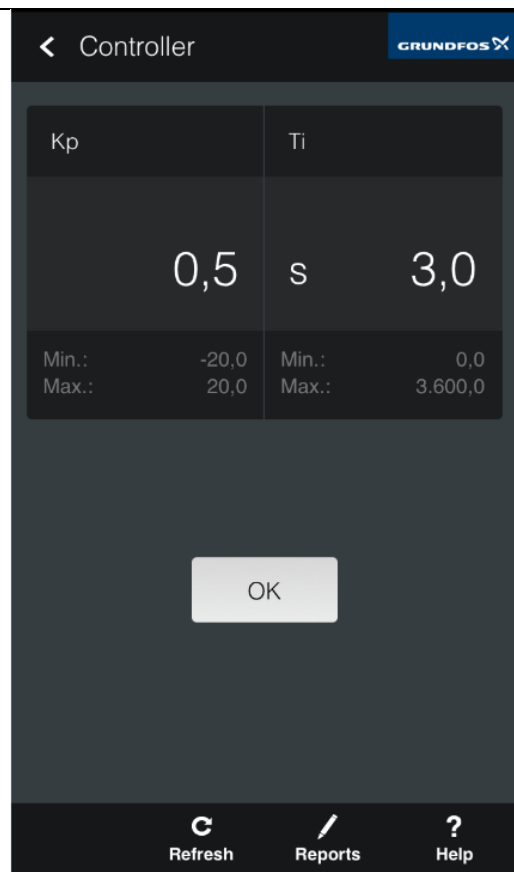 Controller
GRUNDFOS
Kp Ti
0,5 s 3,0
Min.: -20,0 Min.: 0,0
Max.: 20,0 Max.: 3.600,0
OK
Refresh Reports ? Help